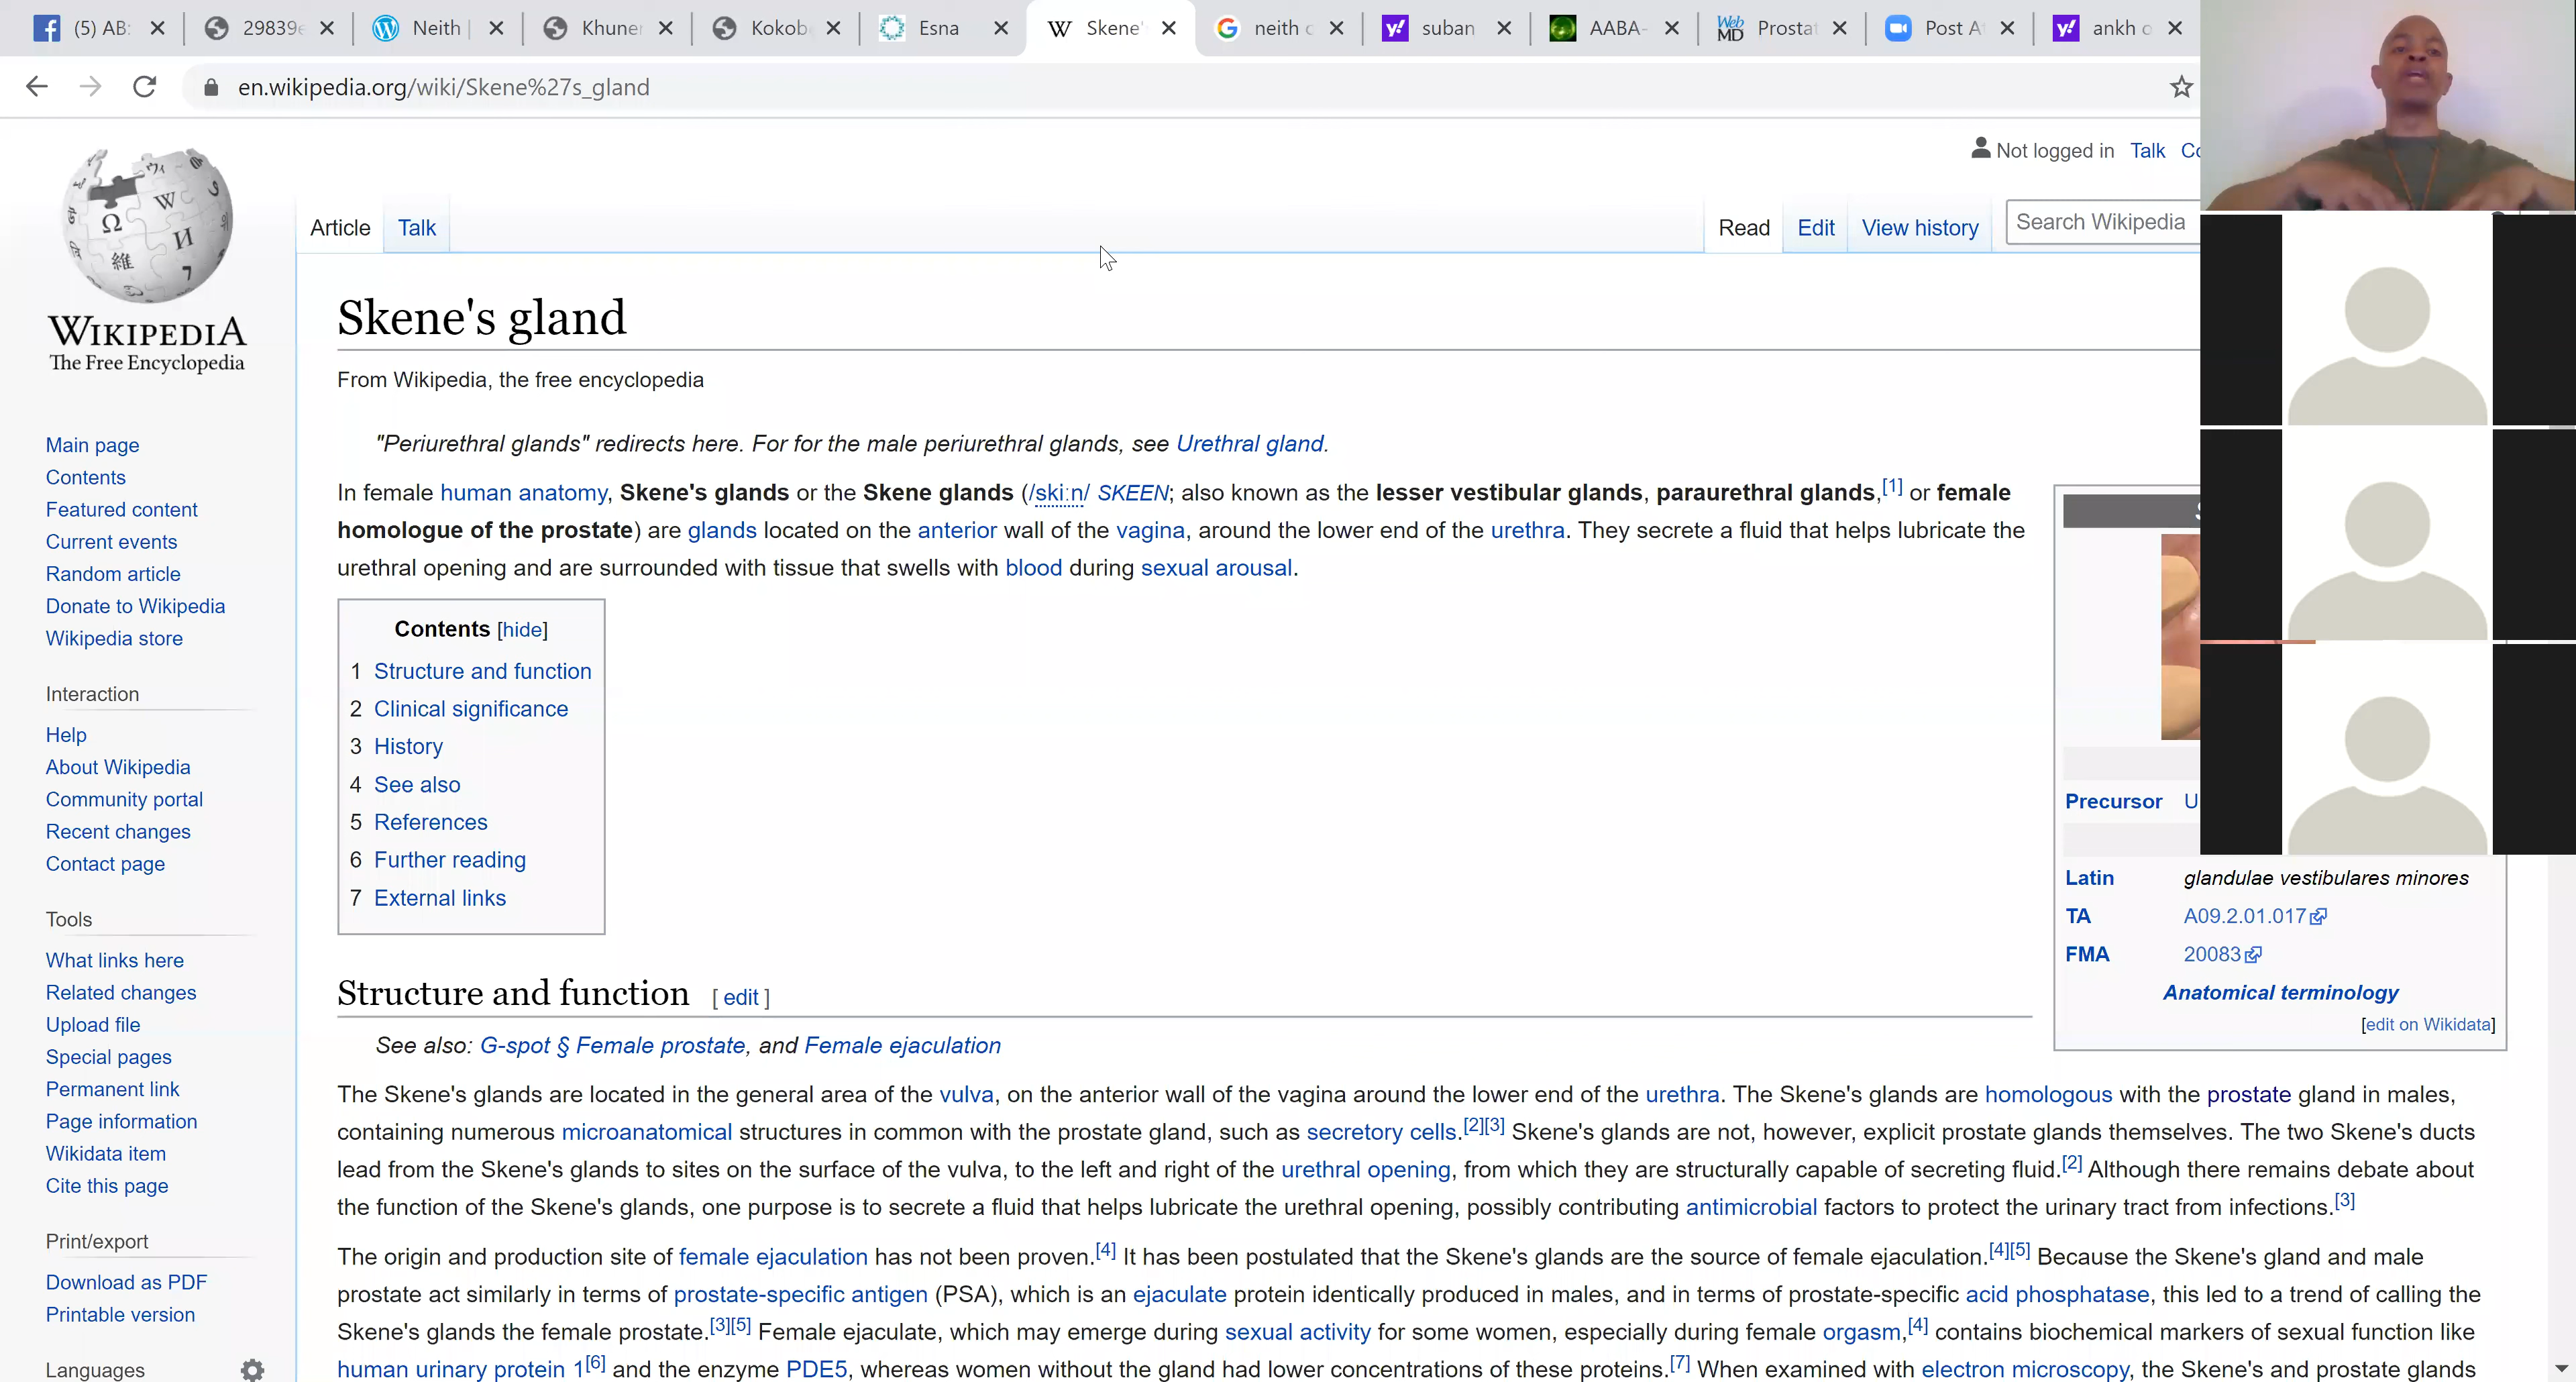 (5) AB: 29839 Neith Khuner Kokob Esna Skene' neith suban AABA- WebMD Prostat Post A ankh
en.wikipedia.org/wiki/Skene%27s_gland
Not logged in Talk
Article Talk Read Edit View history Search Wikipedia
WIKIPEDIA
The Free Encyclopedia
Main page
Contents
Featured content
Current events
Random article
Donate to Wikipedia
Wikipedia store
Interaction
Help
About Wikipedia
Community portal
Recent changes
Contact page
Tools
What links here
Related changes
Upload file
Special pages
Permanent link
Page information
Wikidata item
Cite this page
Print/export
Download as PDF
Printable version
Languages
Skene's gland
From Wikipedia, the free encyclopedia
"Periurethral glands" redirects here. For for the male periurethral glands, see Urethral gland.
In female human anatomy, Skene's glands or the Skene glands (/skiːn/ SKEEN; also known as the lesser vestibular glands, paraurethral glands,[1] or female
homologue of the prostate) are glands located on the anterior wall of the vagina, around the lower end of the urethra. They secrete a fluid that helps lubricate the
urethral opening and are surrounded with tissue that swells with blood during sexual arousal.
Contents [hide]
1 Structure and function
2 Clinical significance
3 History
4 See also
5 References
6 Further reading
7 External links
Precursor U
Latin glandulae vestibulares minores
TA A09.2.01.017
FMA 20083
Anatomical terminology
[edit on Wikidata]
Structure and function [ edit ]
See also: G-spot § Female prostate, and Female ejaculation
The Skene's glands are located in the general area of the vulva, on the anterior wall of the vagina around the lower end of the urethra. The Skene's glands are homologous with the prostate gland in males,
containing numerous microanatomical structures in common with the prostate gland, such as secretory cells.[2][3] Skene's glands are not, however, explicit prostate glands themselves. The two Skene's ducts
lead from the Skene's glands to sites on the surface of the vulva, to the left and right of the urethral opening, from which they are structurally capable of secreting fluid.[2] Although there remains debate about
the function of the Skene's glands, one purpose is to secrete a fluid that helps lubricate the urethral opening, possibly contributing antimicrobial factors to protect the urinary tract from infections.[3]
The origin and production site of female ejaculation has not been proven.[4] It has been postulated that the Skene's glands are the source of female ejaculation.[4][5] Because the Skene's gland and male
prostate act similarly in terms of prostate-specific antigen (PSA), which is an ejaculate protein identically produced in males, and in terms of prostate-specific acid phosphatase, this led to a trend of calling the
Skene's glands the female prostate.[3][5] Female ejaculate, which may emerge during sexual activity for some women, especially during female orgasm,[4] contains biochemical markers of sexual function like
human urinary protein 1[6] and the enzyme PDE5, whereas women without the gland had lower concentrations of these proteins.[7] When examined with electron microscopy, the Skene's and prostate glands